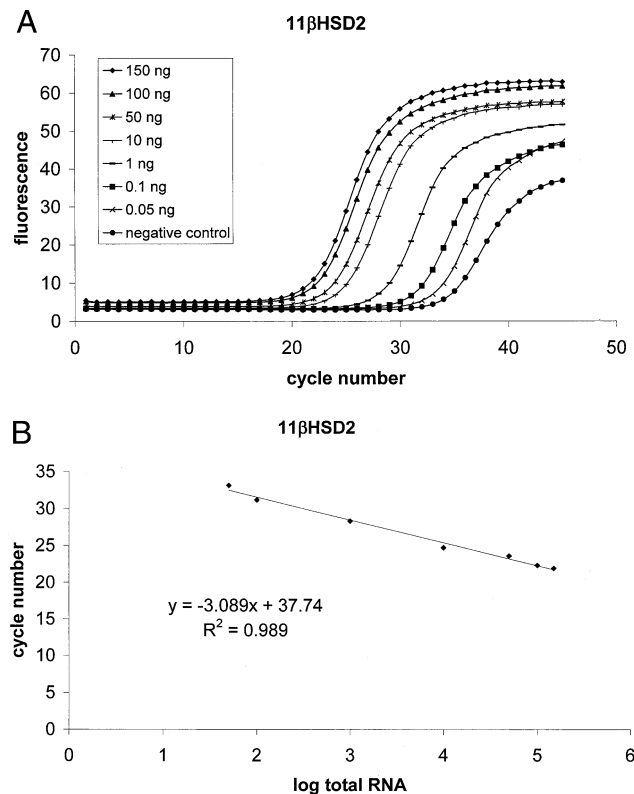 A
11βHSD2
70
60
50
40
30
20
10
0
fluorescence
150 ng
100 ng
50 ng
10 ng
1 ng
0.1 ng
0.05 ng
negative control
0 10 20 30 40 50
cycle number
B
11βHSD2
35
30
25
20
15
10
5
0
cycle number
y = -3.089x + 37.74
R² = 0.989
0 1 2 3 4 5 6
log total RNA